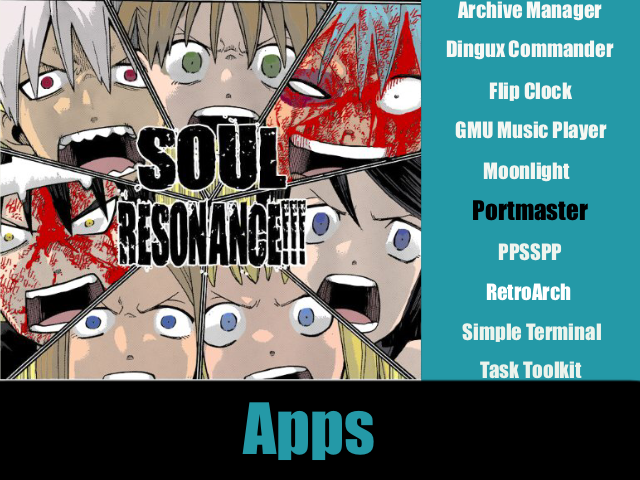 SOUL
RESONANCE!!!
Archive Manager
Dingux Commander
Flip Clock
GMU Music Player
Moonlight
Portmaster
PPSSPP
RetroArch
Simple Terminal
Task Toolkit
Apps